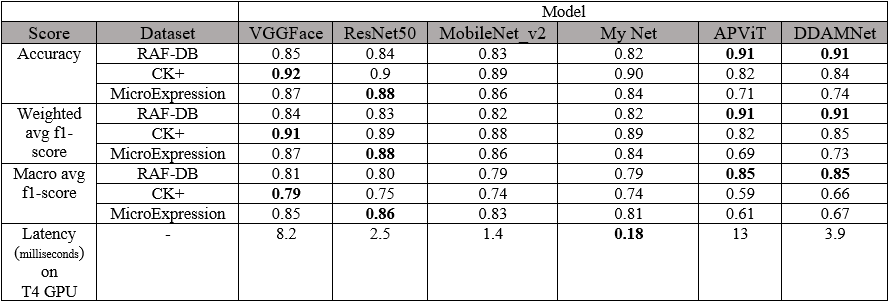 Model
Score Dataset VGGFace ResNet50 MobileNet_v2 My Net APViT DDAMNet
Accuracy RAF-DB 0.85 0.84 0.83 0.82 0.91 0.91
CK+ 0.92 0.9 0.89 0.90 0.82 0.84
MicroExpression 0.87 0.88 0.86 0.84 0.71 0.74
Weighted RAF-DB 0.84 0.83 0.82 0.82 0.91 0.91
avg f1- CK+ 0.91 0.89 0.88 0.89 0.82 0.85
score MicroExpression 0.87 0.88 0.86 0.84 0.69 0.73
Macro avg RAF-DB 0.81 0.80 0.79 0.79 0.85 0.85
f1-score CK+ 0.79 0.75 0.74 0.74 0.59 0.66
MicroExpression 0.85 0.86 0.83 0.81 0.61 0.67
Latency - 8.2 2.5 1.4 0.18 13 3.9
(milliseconds)
on
T4 GPU